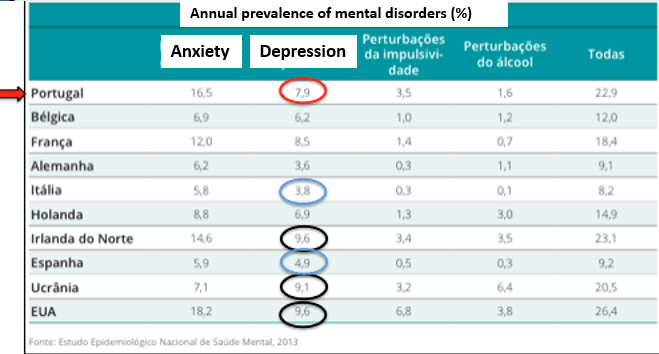 Annual prevalence of mental disorders (%)
Anxiety Depression Perturbações da impulsivi- dade Perturbações do álcool Todas
Portugal 16,5 7,9 3,5 1,6 22,9
Bélgica 6,9 6,2 1,0 1,2 12,0
França 12,0 8,5 1,4 0,7 18,4
Alemanha 6,2 3,6 0,3 1,1 9,1
Itália 5,8 3,8 0,3 0,1 8,2
Holanda 8,8 6,9 1,3 3,0 14,9
Irlanda do Norte 14,6 9,6 3,4 3,5 23,1
Espanha 5,9 4,9 0,5 0,3 9,2
Ucrânia 7,1 9,1 3,2 6,4 20,5
EUA 18,2 9,6 6,8 3,8 26,4
Fonte: Estudo Epidemiológico Nacional de Saúde Mental, 2013